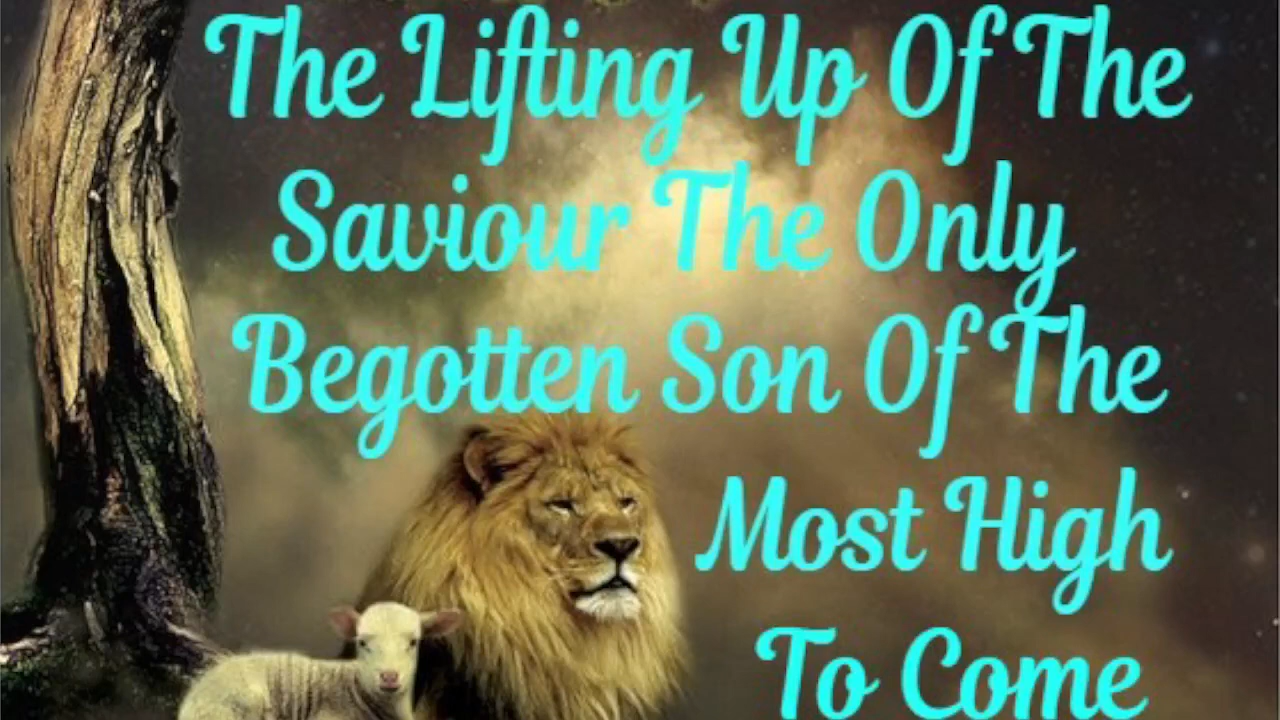 The Lifting Up Of The
Saviour The Only
Begotten Son Of The
Most High
To Come